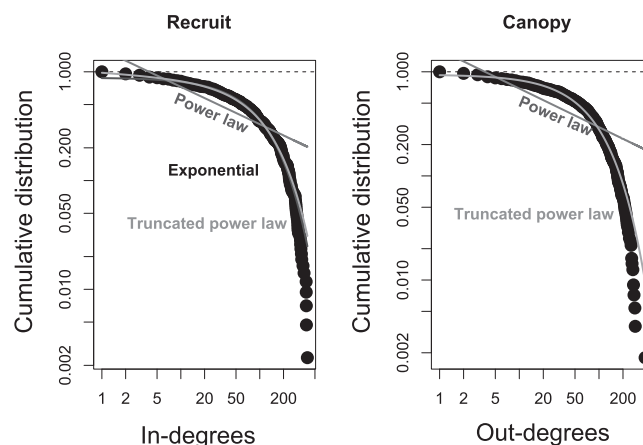 Recruit
Cumulative distribution
1.000
0.200
0.050
0.010
0.002
Power law
Exponential
Truncated power law
1 2 5 20 50 200
In-degrees
Canopy
Cumulative distribution
1.000
0.200
0.050
0.010
0.002
Power law
Truncated power law
1 2 5 20 50 200
Out-degrees